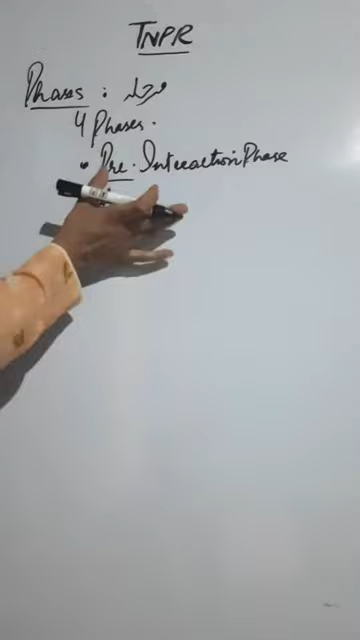 TNPR
Phases : مرحلہ
4 Phases.
• Pre-Interaction Phase